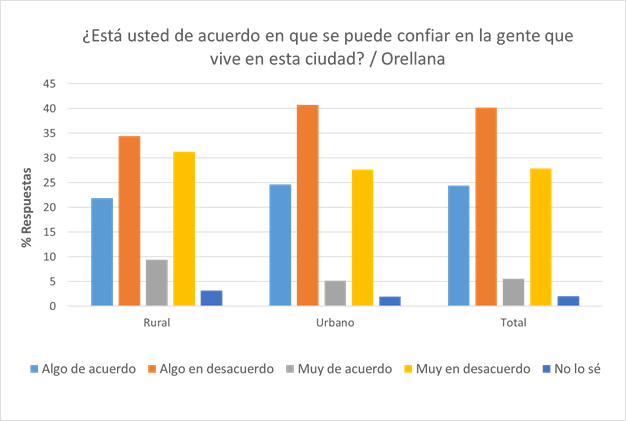 ¿Está usted de acuerdo en que se puede confiar en la gente que
vive en esta ciudad? / Orellana
45
40
35
30
25
20
15
10
5
0
% Respuestas
Rural Urbano Total
Algo de acuerdo Algo en desacuerdo Muy de acuerdo Muy en desacuerdo No lo sé